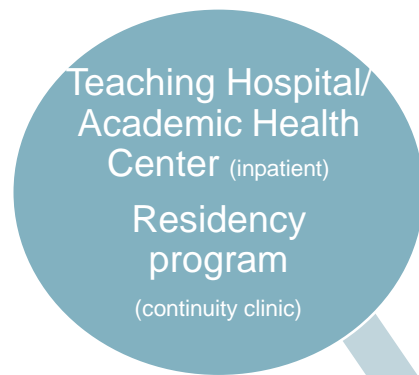 Teaching Hospital/
Academic Health
Center (inpatient)
Residency
program
(continuity clinic)